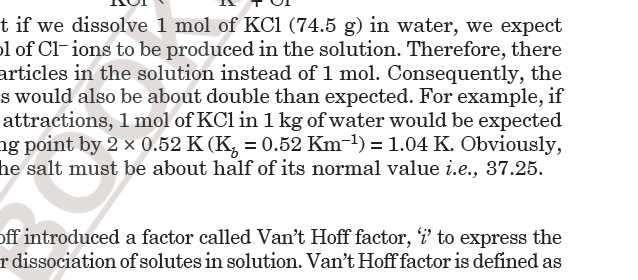 t if we dissolve 1 mol of KCl (74.5 g) in water, we expect
ol of Cl⁻ ions to be produced in the solution. Therefore, there
articles in the solution instead of 1 mol. Consequently, the
s would also be about double than expected. For example, if
attractions, 1 mol of KCl in 1 kg of water would be expected
ng point by 2 × 0.52 K (K_b = 0.52 Km⁻¹) = 1.04 K. Obviously,
he salt must be about half of its normal value i.e., 37.25.
off introduced a factor called Van't Hoff factor, 'i' to express the
r dissociation of solutes in solution. Van't Hoff factor is defined as
BOOK